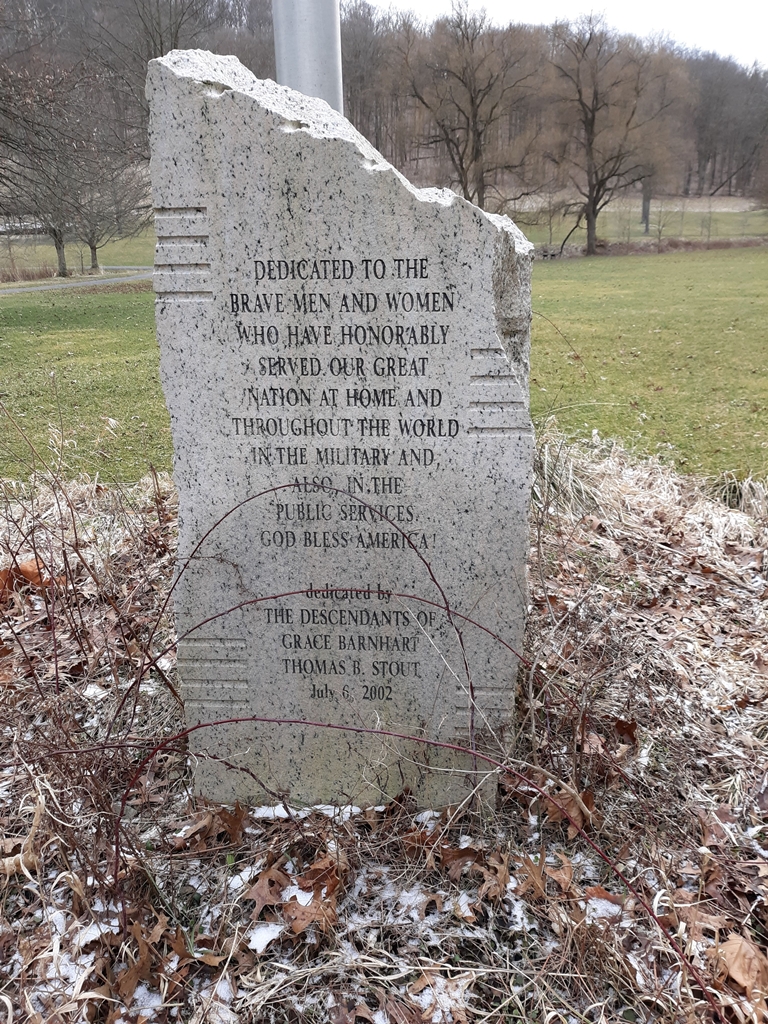 DEDICATED TO THE
BRAVE MEN AND WOMEN
WHO HAVE HONORABLY
SERVED OUR GREAT
NATION AT HOME AND
THROUGHOUT THE WORLD
IN THE MILITARY AND
ALSO, IN THE
PUBLIC SERVICES.
GOD BLESS AMERICA!
dedicated by
THE DESCENDANTS OF
GRACE BARNHART
THOMAS B. STOUT
July 6, 2002